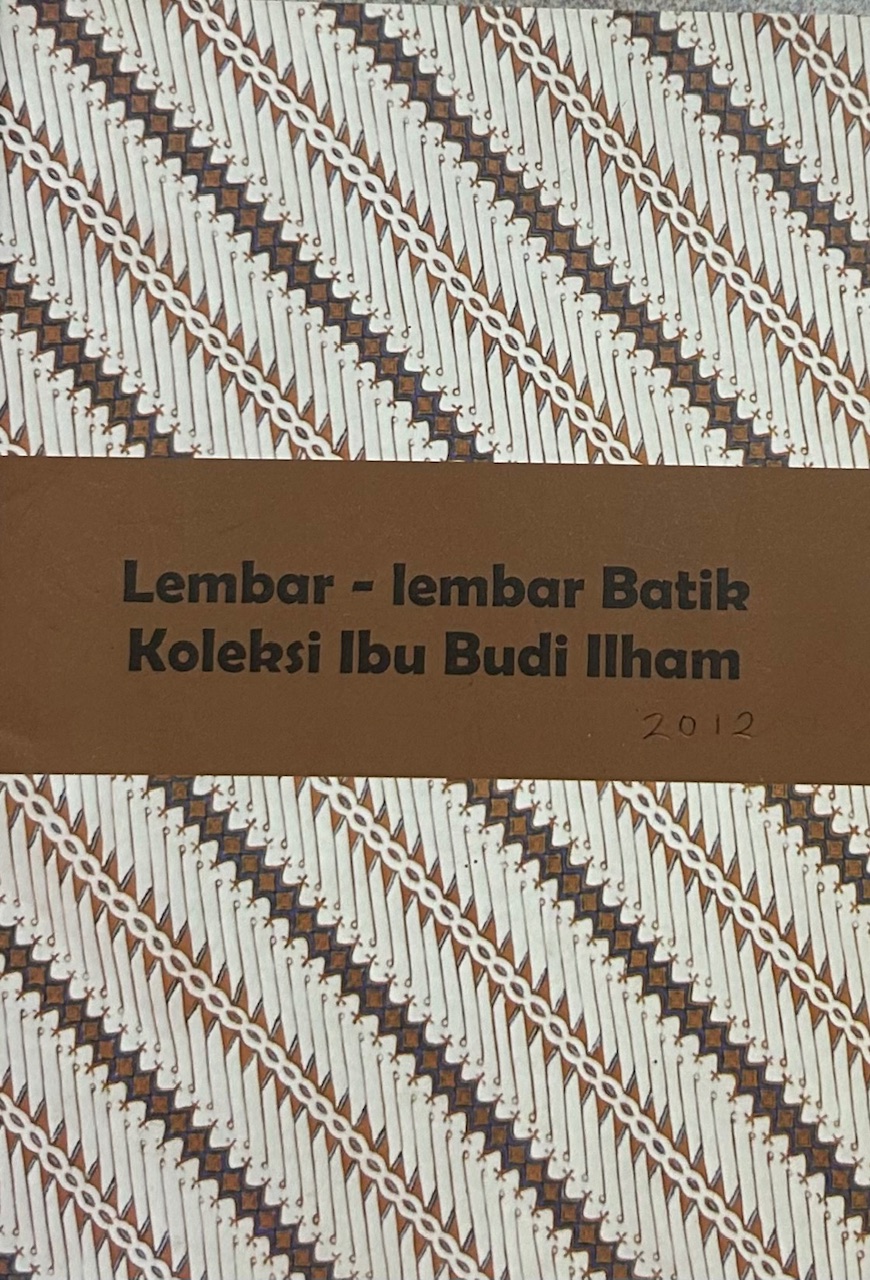 Lembar - lembar Batik
Koleksi Ibu Budi Ilham
2012